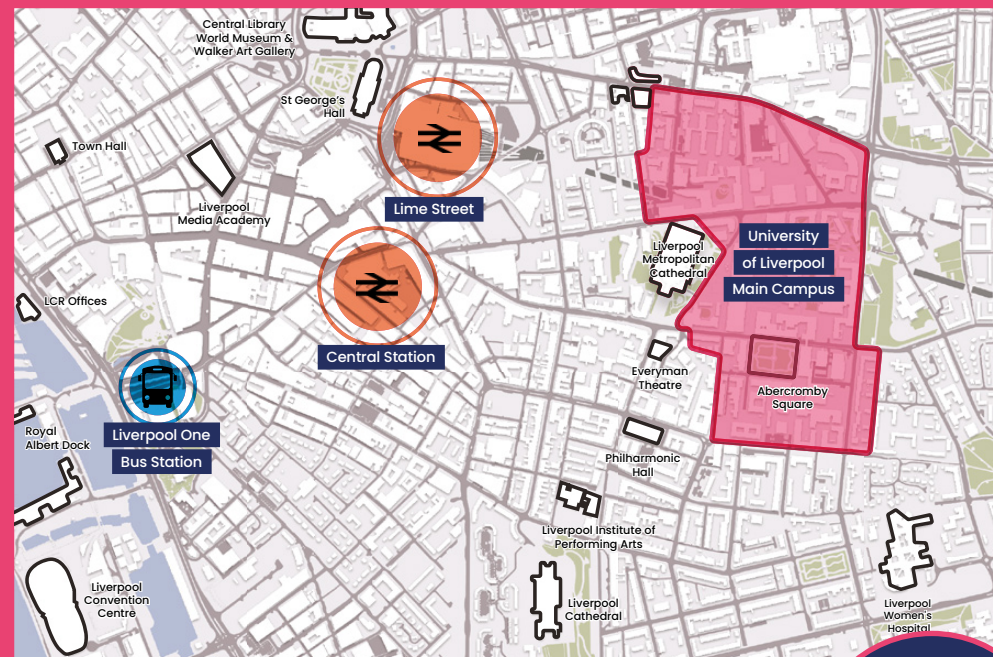 Central Library
World Museum &
Walker Art Gallery
St George's
Hall
Town Hall
Liverpool
Media Academy
Lime Street
Liverpool
Metropolitan
Cathedral
University
of Liverpool
Main Campus
LCR Offices
Central Station
Everyman
Theatre
Abercromby
Square
Royal
Albert Dock
Liverpool One
Bus Station
Philharmonic
Hall
Liverpool Institute of
Performing Arts
Liverpool
Convention
Centre
Liverpool
Cathedral
Liverpool
Women's
Hospital